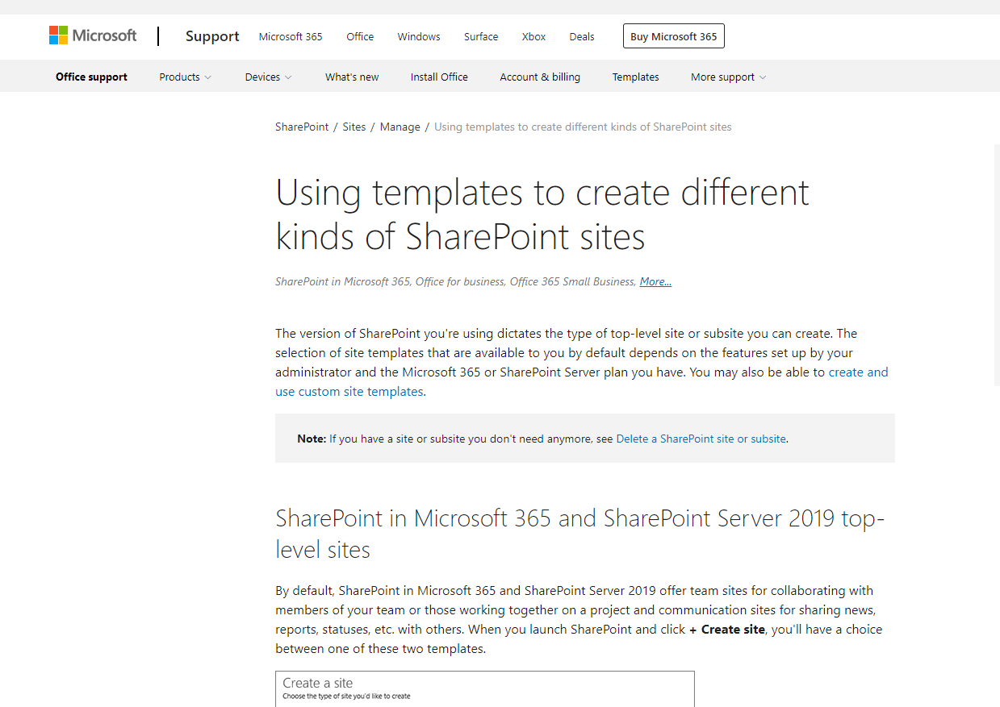 Microsoft Support Microsoft 365 Office Windows Surface Xbox Deals Buy Microsoft 365
Office support Products Devices What's new Install Office Account & billing Templates More support
SharePoint / Sites / Manage / Using templates to create different kinds of SharePoint sites
Using templates to create different
kinds of SharePoint sites
SharePoint in Microsoft 365, Office for business, Office 365 Small Business, More...
The version of SharePoint you're using dictates the type of top-level site or subsite you can create. The
selection of site templates that are available to you by default depends on the features set up by your
administrator and the Microsoft 365 or SharePoint Server plan you have. You may also be able to create and
use custom site templates.
Note: If you have a site or subsite you don't need anymore, see Delete a SharePoint site or subsite.
SharePoint in Microsoft 365 and SharePoint Server 2019 top-
level sites
By default, SharePoint in Microsoft 365 and SharePoint Server 2019 offer team sites for collaborating with
members of your team or those working together on a project and communication sites for sharing news,
reports, statuses, etc. with others. When you launch SharePoint and click + Create site, you'll have a choice
between one of these two templates.
Create a site
Choose the type of site you'd like to create